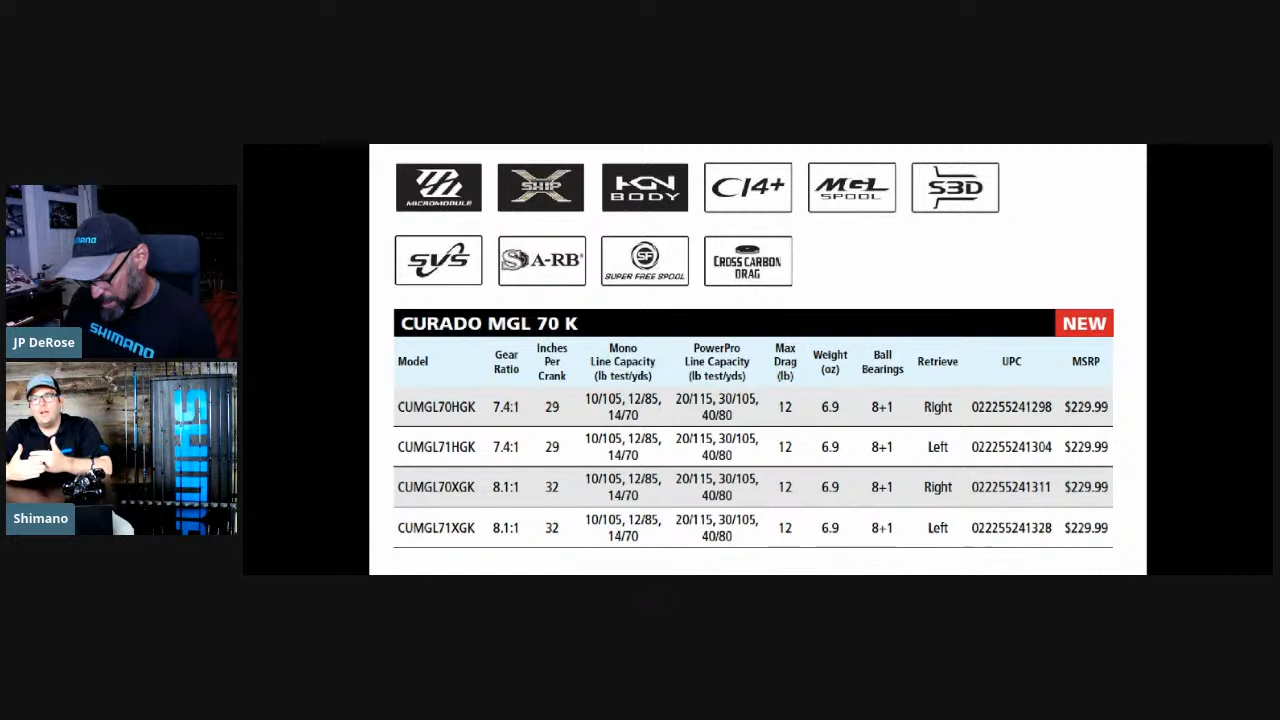 MICROMODULE
X SHIP
HGN BODY
CI4+
MGL SPOOL
S3D
SVS
S A-RB®
SF SUPER FREE SPOOL
CROSS CARBON DRAG
CURADO MGL 70 K NEW
Model Gear Ratio Inches Per Crank Mono Line Capacity (lb test/yds) PowerPro Line Capacity (lb test/yds) Max Drag (lb) Weight (oz) Ball Bearings Retrieve UPC MSRP
CUMGL70HGK 7.4:1 29 10/105, 12/85, 14/70 20/115, 30/105, 40/80 12 6.9 8+1 Right 022255241298 $229.99
CUMGL71HGK 7.4:1 29 10/105, 12/85, 14/70 20/115, 30/105, 40/80 12 6.9 8+1 Left 022255241304 $229.99
CUMGL70XGK 8.1:1 32 10/105, 12/85, 14/70 20/115, 30/105, 40/80 12 6.9 8+1 Right 022255241311 $229.99
CUMGL71XGK 8.1:1 32 10/105, 12/85, 14/70 20/115, 30/105, 40/80 12 6.9 8+1 Left 022255241328 $229.99
SHIMANO
SHIMANO
JP DeRose
SHIMANO
Shimano